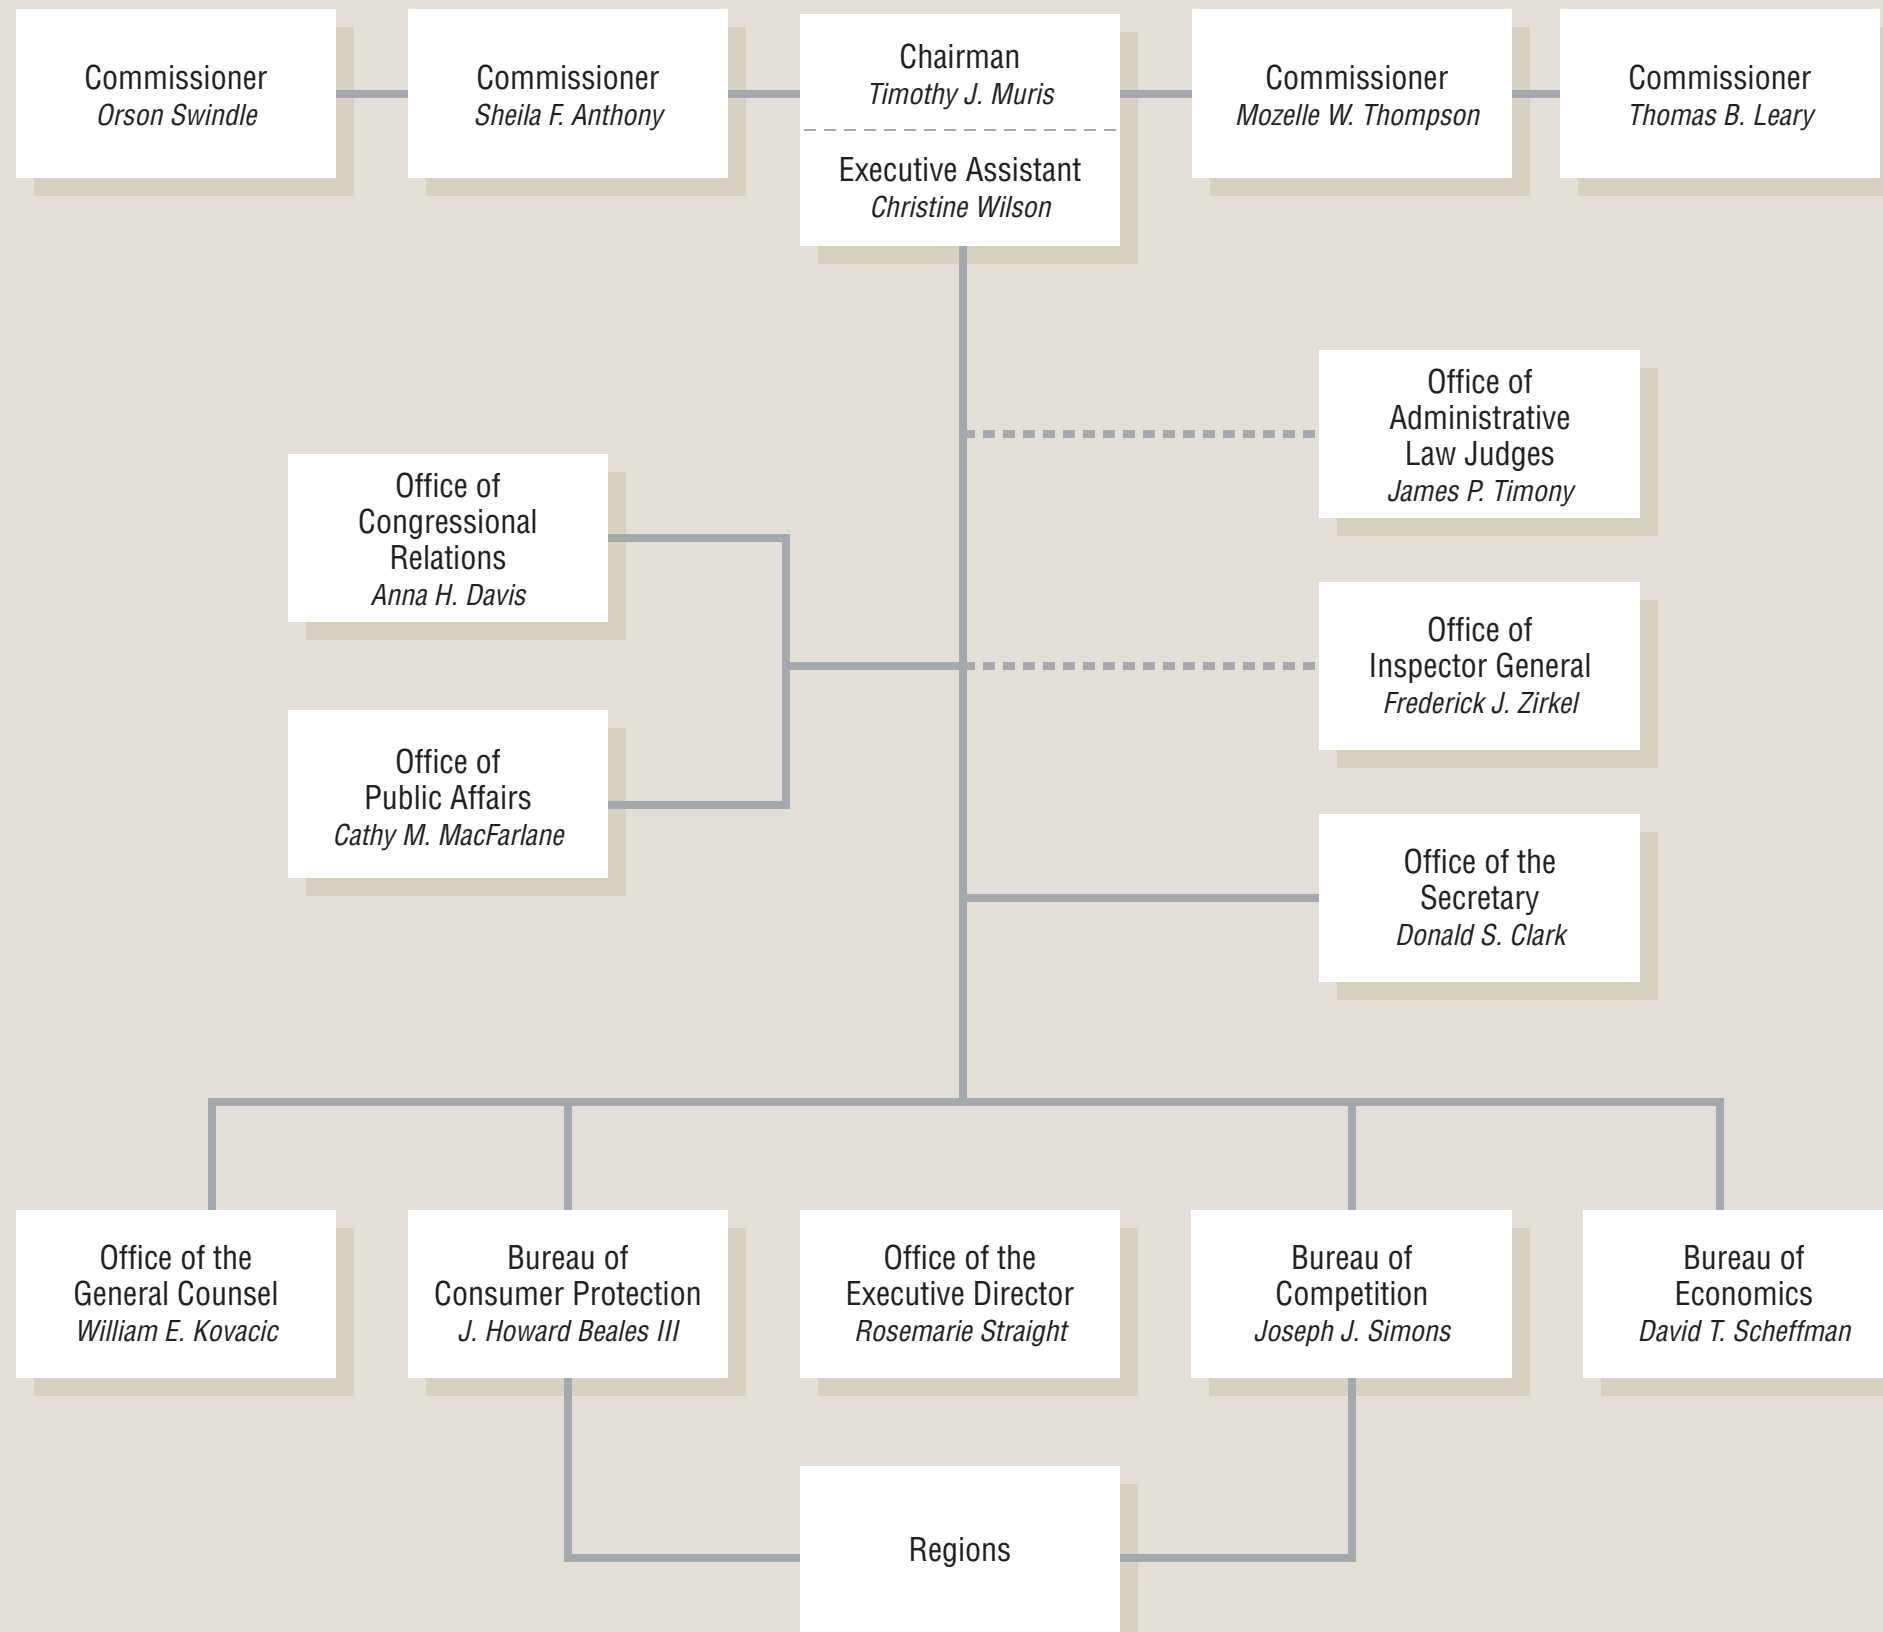 Commissioner
Orson Swindle
Commissioner
Sheila F. Anthony
Chairman
Timothy J. Muris
Executive Assistant
Christine Wilson
Commissioner
Mozelle W. Thompson
Commissioner
Thomas B. Leary
Office of
Administrative
Law Judges
James P. Timony
Office of
Congressional
Relations
Anna H. Davis
Office of
Inspector General
Frederick J. Zirkel
Office of
Public Affairs
Cathy M. MacFarlane
Office of the
Secretary
Donald S. Clark
Office of the
General Counsel
William E. Kovacic
Bureau of
Consumer Protection
J. Howard Beales III
Office of the
Executive Director
Rosemarie Straight
Bureau of
Competition
Joseph J. Simons
Bureau of
Economics
David T. Scheffman
Regions